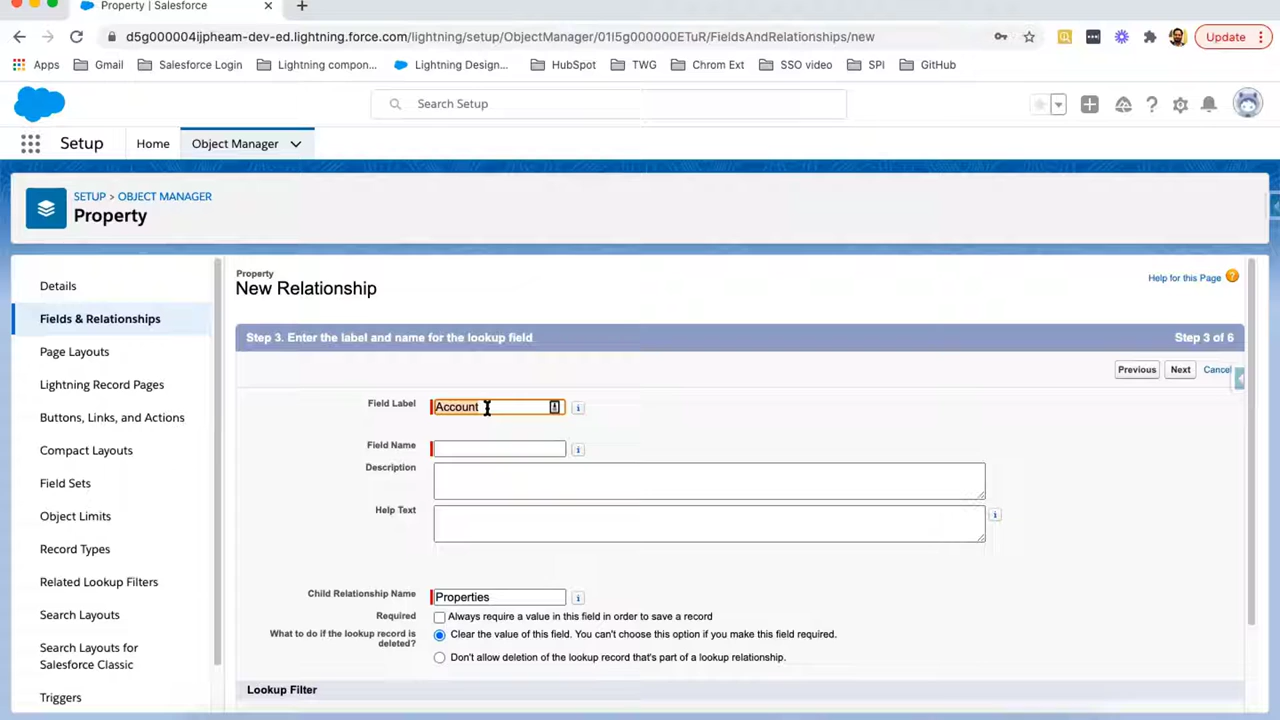 Property | Salesforce
d5g000004ijpheam-dev-ed.lightning.force.com/lightning/setup/ObjectManager/01I5g000000ETuR/FieldsAndRelationships/new
Update
Apps Gmail Salesforce Login Lightning compon... Lightning Design... HubSpot TWG Chrom Ext SSO video SPI GitHub
Search Setup
Setup Home Object Manager
SETUP > OBJECT MANAGER
Property
Details
Fields & Relationships
Page Layouts
Lightning Record Pages
Buttons, Links, and Actions
Compact Layouts
Field Sets
Object Limits
Record Types
Related Lookup Filters
Search Layouts
Search Layouts for
Salesforce Classic
Triggers
Property
New Relationship
Help for this Page
Step 3. Enter the label and name for the lookup field
Step 3 of 6
Previous Next Cancel
Field Label Account
Field Name
Description
Help Text
Child Relationship Name Properties
Required Always require a value in this field in order to save a record
What to do if the lookup record is
deleted?
Clear the value of this field. You can't choose this option if you make this field required.
Don't allow deletion of the lookup record that's part of a lookup relationship.
Lookup Filter